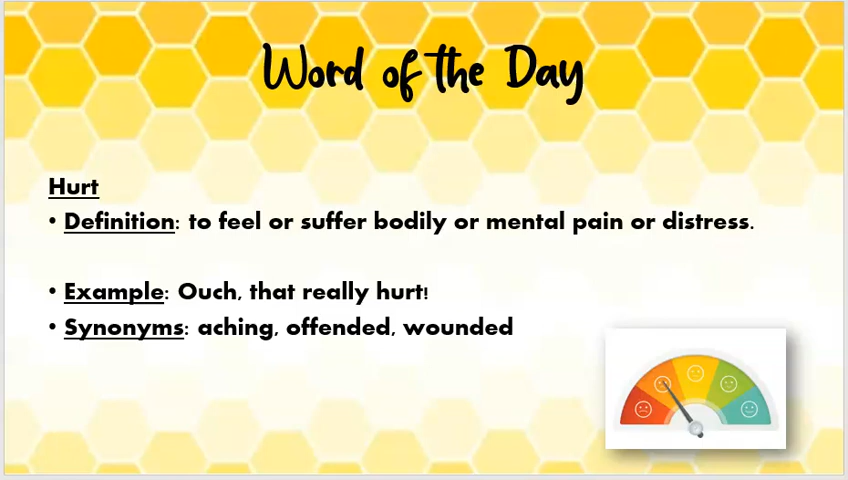 Word of the Day
Hurt
• Definition: to feel or suffer bodily or mental pain or distress.
• Example: Ouch, that really hurt!
• Synonyms: aching, offended, wounded